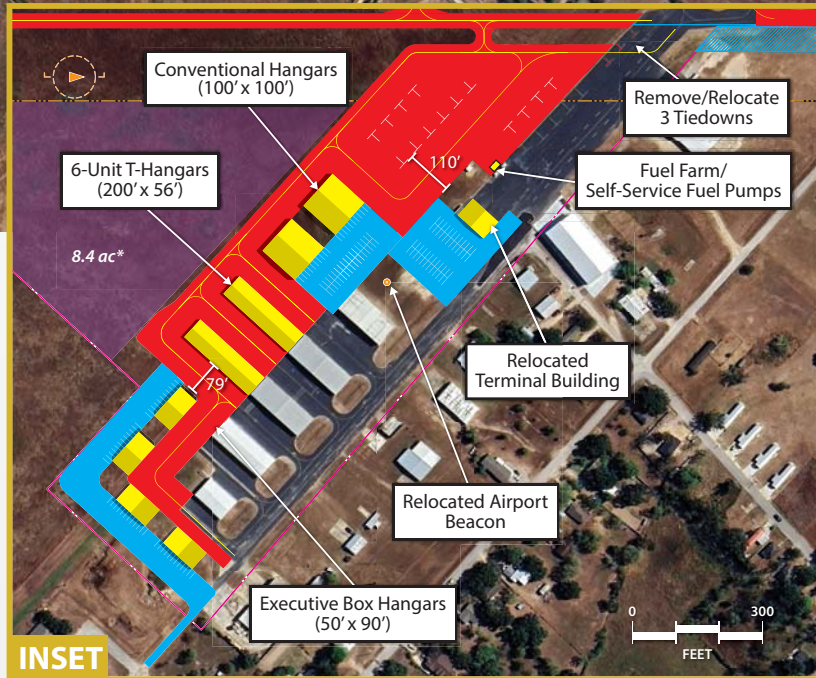 Conventional Hangars
(100’ x 100’)
Remove/Relocate
3 Tiedowns
6-Unit T-Hangars
(200’ x 56’)
110’
Fuel Farm/
Self-Service Fuel Pumps
8.4 ac*
Relocated
Terminal Building
79’
Relocated Airport
Beacon
Executive Box Hangars
(50’ x 90’)
0
300
FEET
INSET